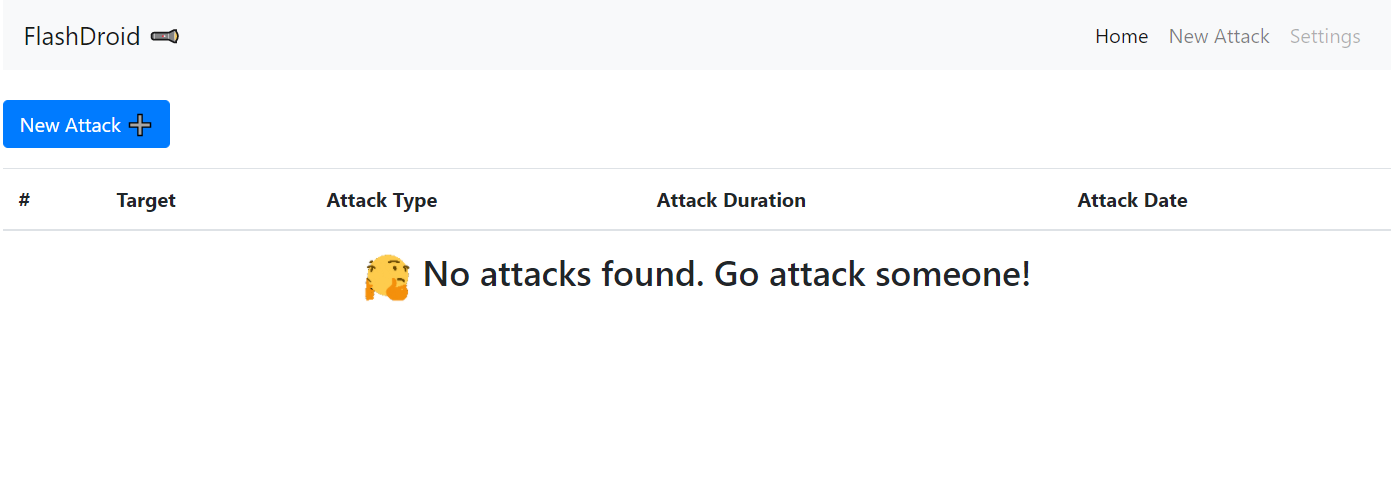 FlashDroid Home New Attack Settings
New Attack
# Target Attack Type Attack Duration Attack Date
No attacks found. Go attack someone!